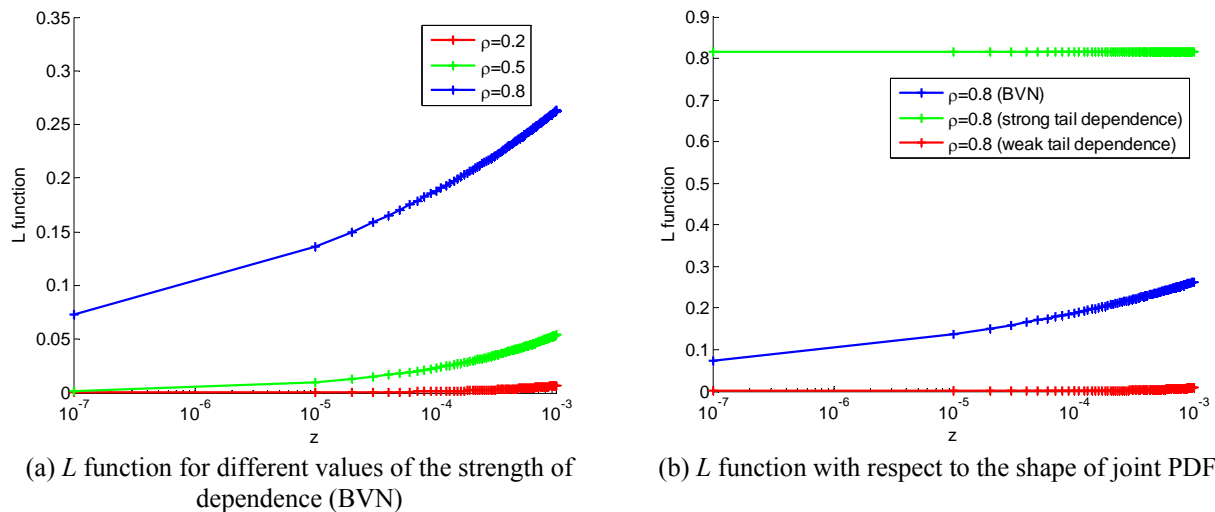 0.35
0.3
0.25
0.2
0.15
0.1
0.05
0
L function
ρ=0.2
ρ=0.5
ρ=0.8
10^-7
10^-6
10^-5
10^-4
10^-3
z
(a) L function for different values of the strength of
dependence (BVN)
0.9
0.8
0.7
0.6
0.5
0.4
0.3
0.2
0.1
0
L function
ρ=0.8 (BVN)
ρ=0.8 (strong tail dependence)
ρ=0.8 (weak tail dependence)
10^-7
10^-6
10^-5
10^-4
10^-3
z
(b) L function with respect to the shape of joint PDF